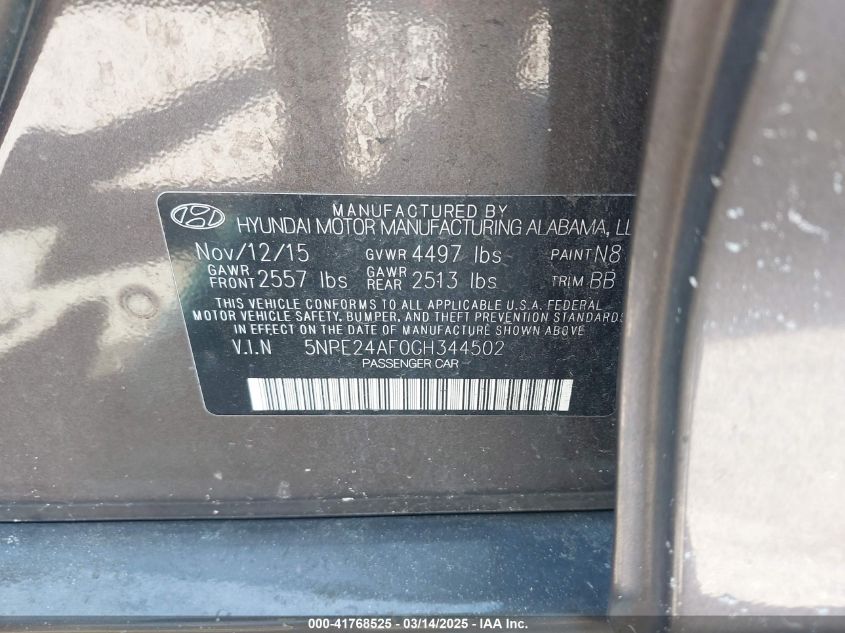 MANUFACTURED BY
HYUNDAI MOTOR MANUFACTURING ALABAMA,
Nov/12/15 GVWR 4497 lbs PAINT N8
GAWR FRONT 2557 lbs GAWR REAR 2513 lbs TRIM BB
THIS VEHICLE CONFORMS TO ALL APPLICABLE U.S.A. FEDERAL
MOTOR VEHICLE SAFETY, BUMPER, AND THEFT PREVENTION STANDARDS
IN EFFECT ON THE DATE OF MANUFACTURE SHOWN ABOVE
V.I.N 5NPE24AF0GH344502
PASSENGER CAR
000-41768525 - 03/14/2025 - IAA Inc.